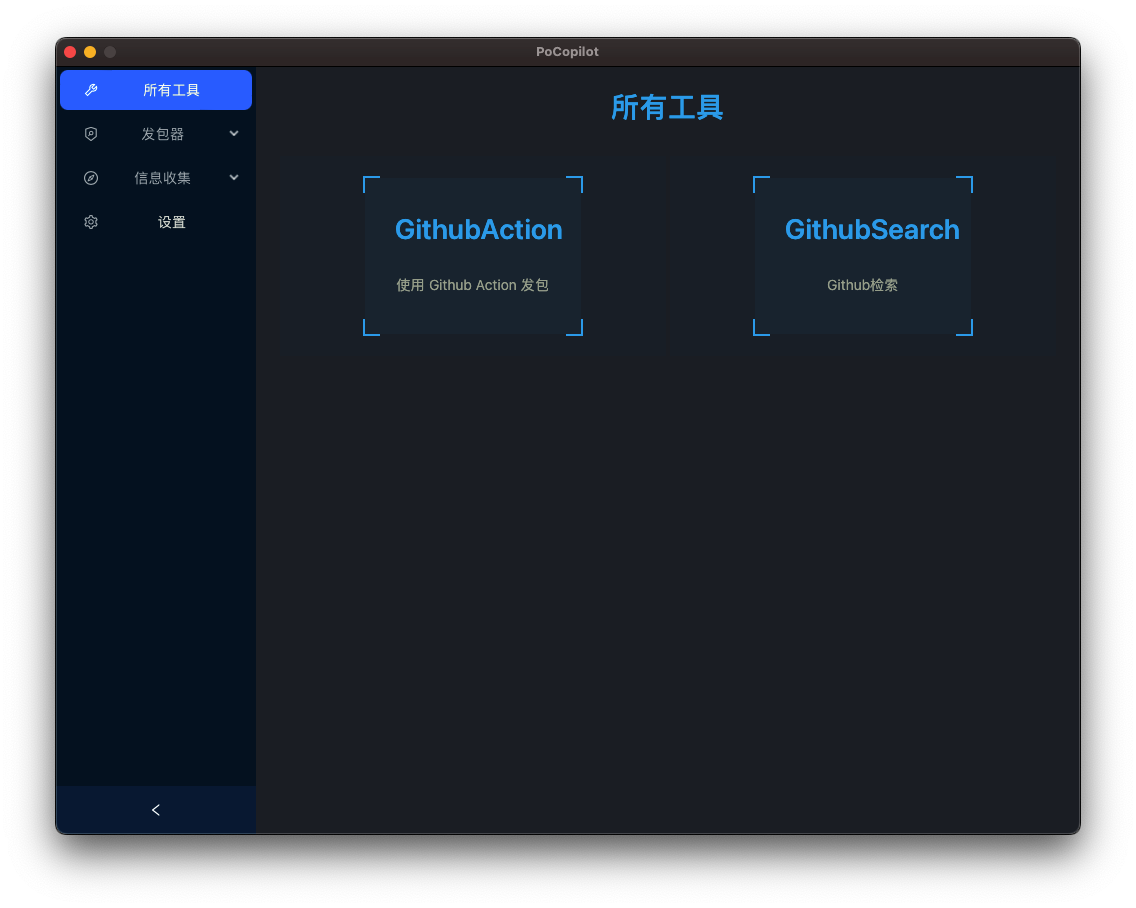 PoCopilot
所有工具
发包器
信息收集
设置
所有工具
GithubAction
使用 Github Action 发包
GithubSearch
Github检索